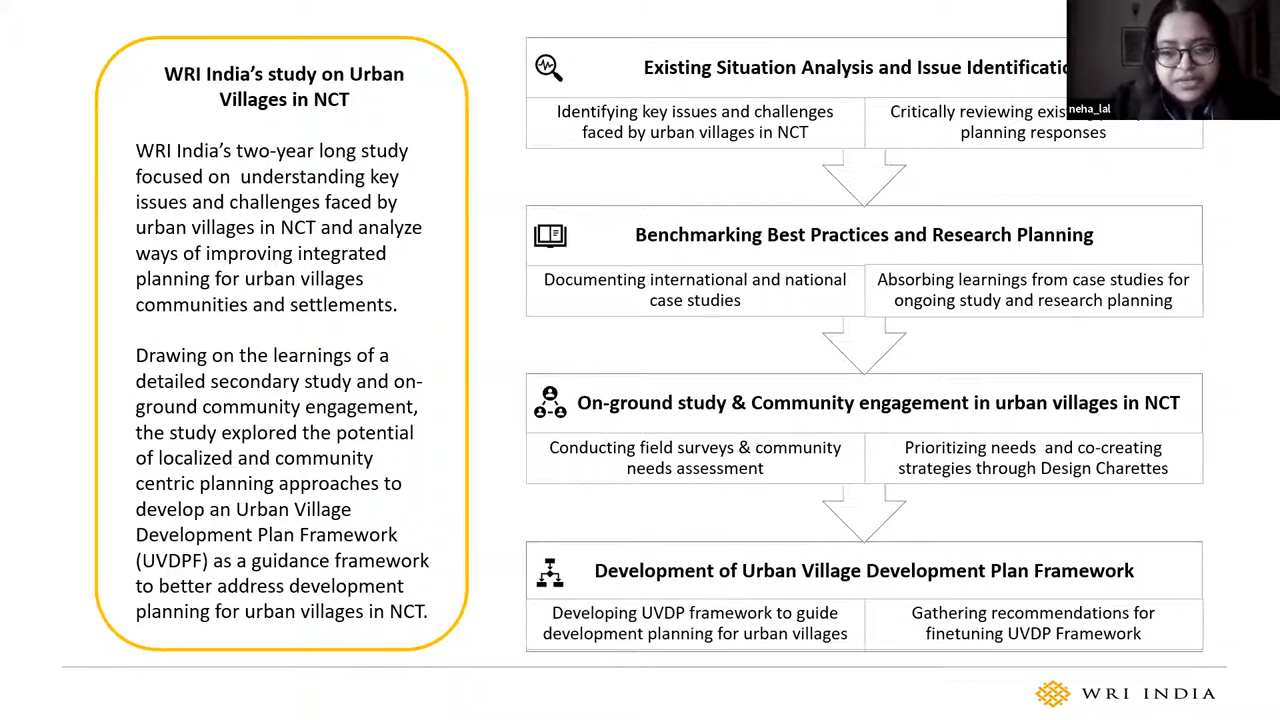 WRI India's study on Urban
Villages in NCT
WRI India's two-year long study
focused on understanding key
issues and challenges faced by
urban villages in NCT and analyze
ways of improving integrated
planning for urban villages
communities and settlements.
Drawing on the learnings of a
detailed secondary study and on-
ground community engagement,
the study explored the potential
of localized and community
centric planning approaches to
develop an Urban Village
Development Plan Framework
(UVDPF) as a guidance framework
to better address development
planning for urban villages in NCT.
Existing Situation Analysis and Issue
Identifying key issues and challenges
faced by urban villages in NCT
Critically reviewing
planning responses
neha_lal
Benchmarking Best Practices and Research Planning
Documenting international and national
case studies
Absorbing learnings from case studies for
ongoing study and research planning
On-ground study & Community engagement in urban villages in NCT
Conducting field surveys & community
needs assessment
Prioritizing needs and co-creating
strategies through Design Charettes
Development of Urban Village Development Plan Framework
Developing UVDP framework to guide
development planning for urban villages
Gathering recommendations for
finetuning UVDP Framework
WRI INDIA